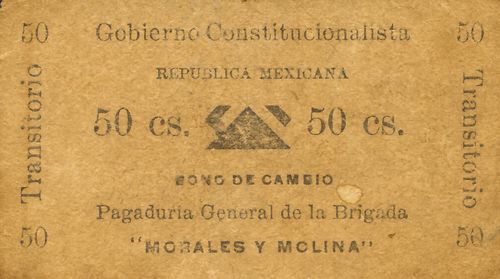 50 Gobierno Constitucionalista 50
REPUBLICA MEXICANA
Transitorio
50 cs. 50 cs.
Transitorio
BONO DE CAMBIO
Pagaduría General de la Brigada
50 "MORALES Y MOLINA" 50